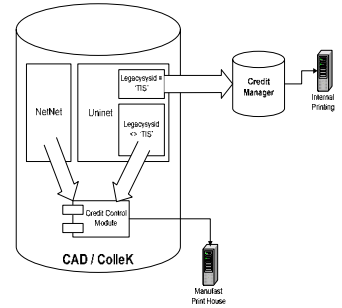 Legacysysid =
'TIS'
NetNet
Uninet
Legacysysid
<> 'TIS'
Credit
Manager
Internal
Printing
Credit Control
Module
CAD / ColleK
Manufast
Print House